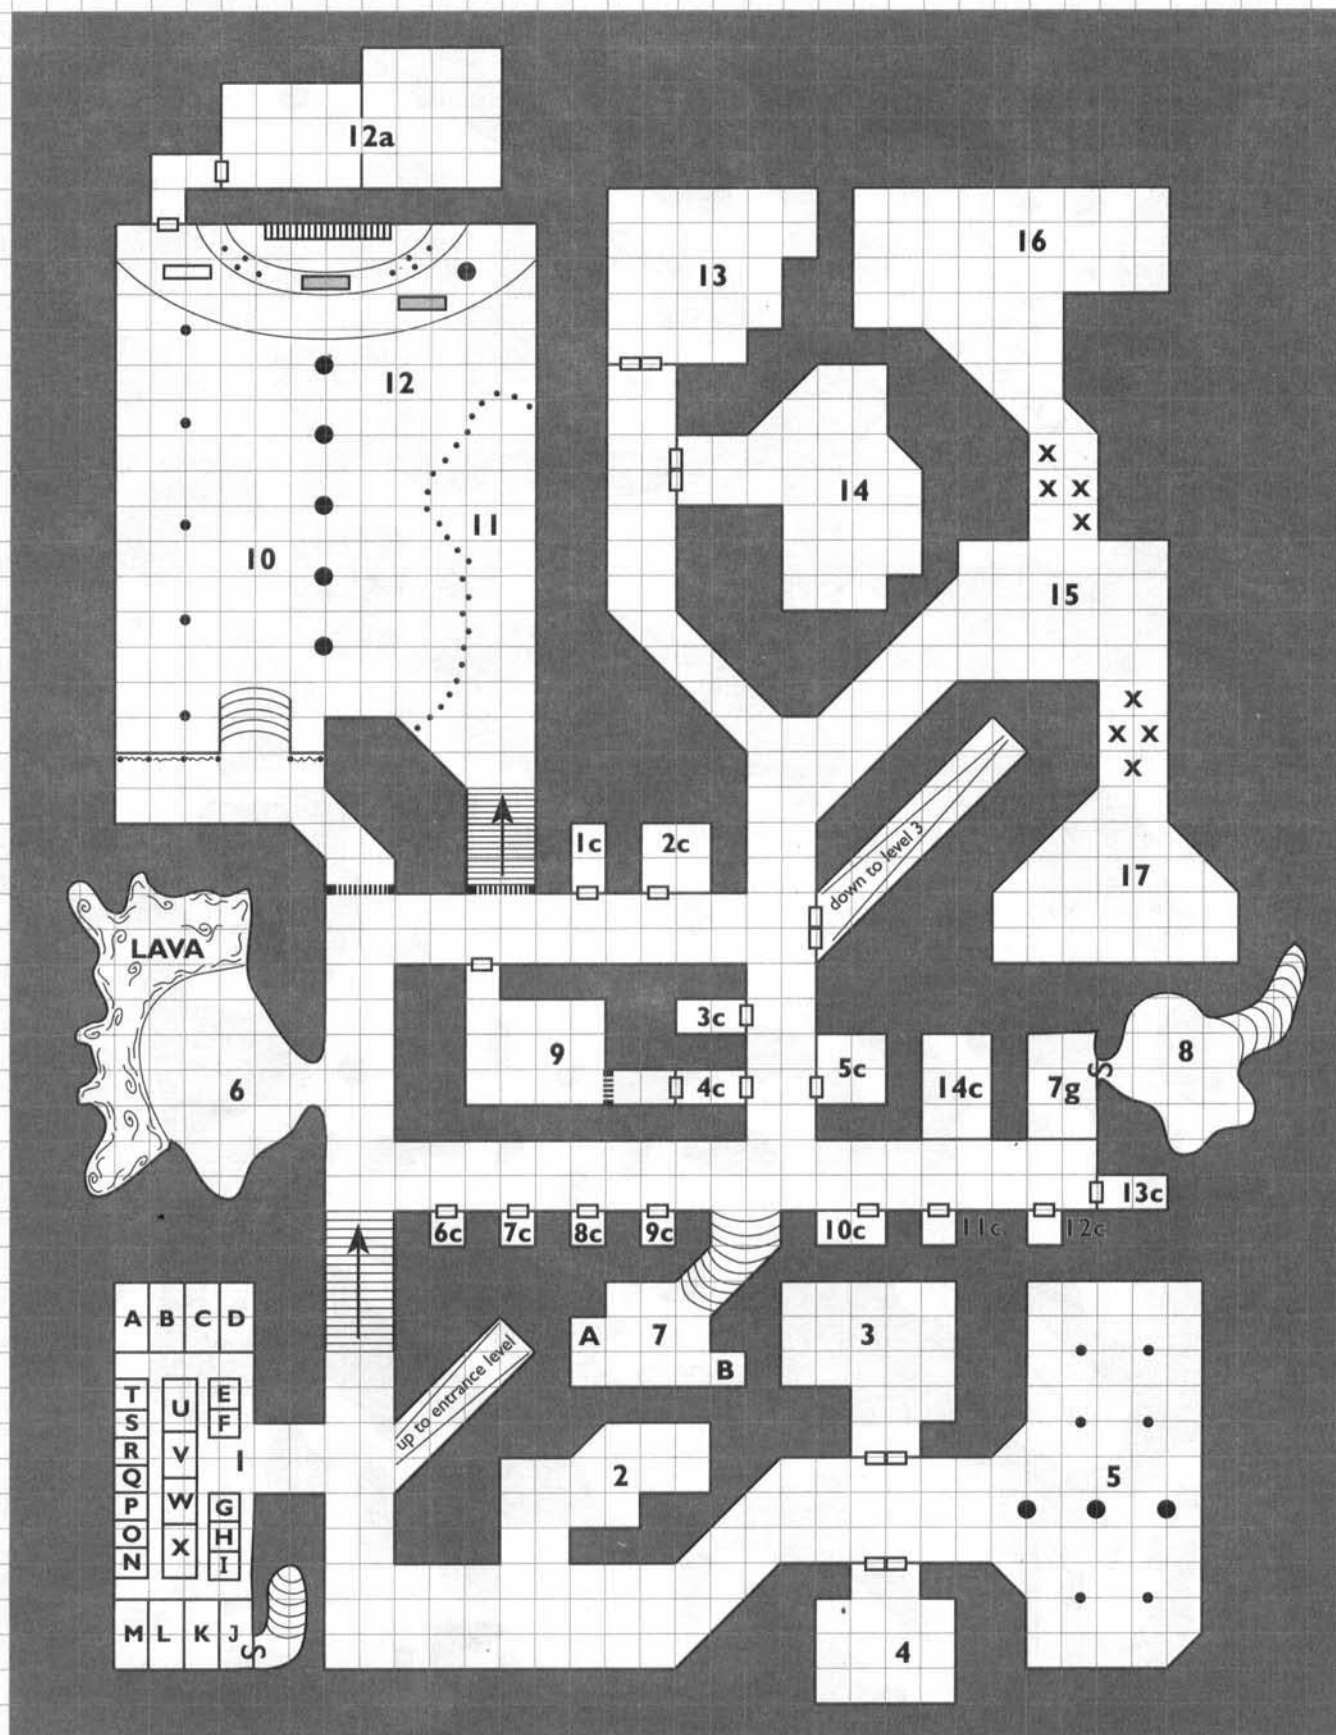 12a
16
13
12
14
11
10
15
1c
2c
down to level 3
17
LAVA
3c
9
8
5c
6
4c
14c
7g
S
13c
6c
7c
8c
9c
10c
11c
12c
A B C D
A
7
3
B
up to entrance level
T
U
E
S
F
R
V
1
Q
2
5
P
W
G
O
H
N
X
I
M L K J
S
4
X
X X
X
X
X X
X